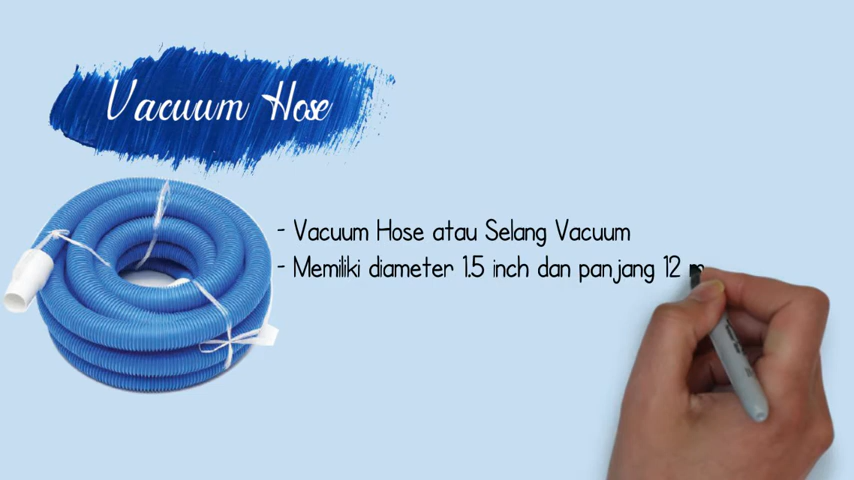 Vacuum Hose
- Vacuum Hose atau Selang Vacuum
- Memiliki diameter 1.5 inch dan panjang 12